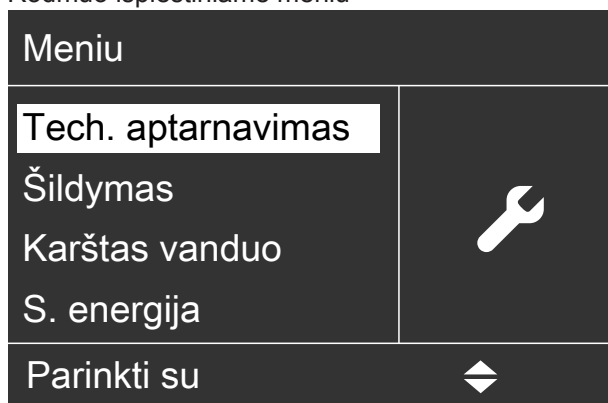 Meniu
Tech. aptarnavimas
Šildymas
Karštas vanduo
S. energija
Parinkti su